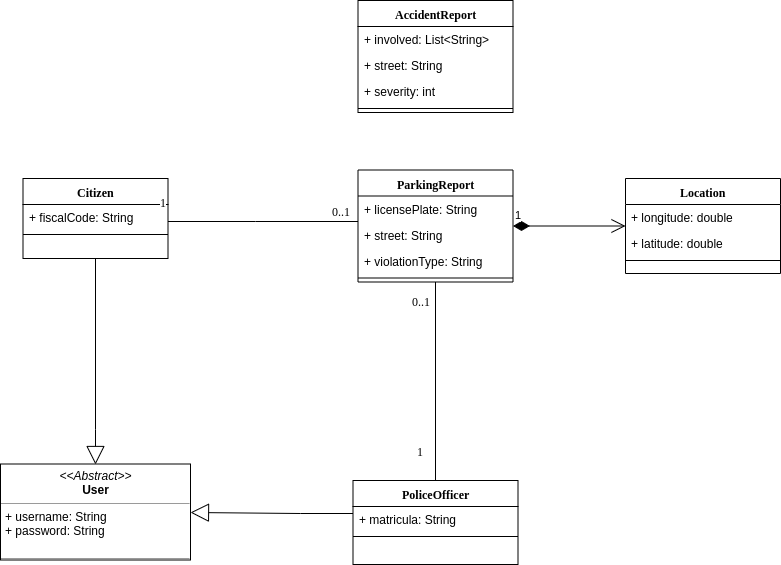 AccidentReport
+ involved: List<String>
+ street: String
+ severity: int
Citizen
+ fiscalCode: String
1
0..1
ParkingReport
+ licensePlate: String
+ street: String
+ violationType: String
1
Location
+ longitude: double
+ latitude: double
0..1
1
<<Abstract>>
User
+ username: String
+ password: String
PoliceOfficer
+ matricula: String